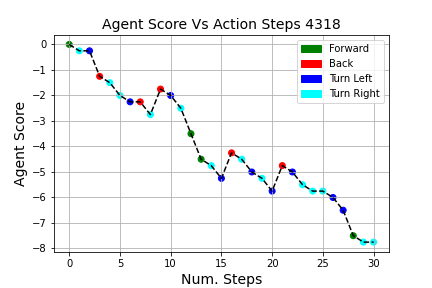 Agent Score Vs Action Steps 4318
Forward
Back
Turn Left
Turn Right
Agent Score
0
−1
−2
−3
−4
−5
−6
−7
−8
0 5 10 15 20 25 30
Num. Steps